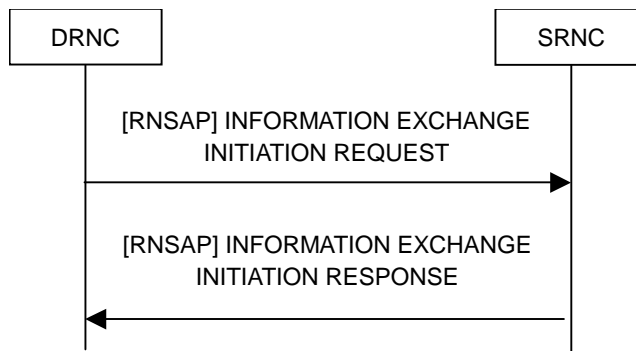 DRNC
SRNC
[RNSAP] INFORMATION EXCHANGE
INITIATION REQUEST
[RNSAP] INFORMATION EXCHANGE
INITIATION RESPONSE